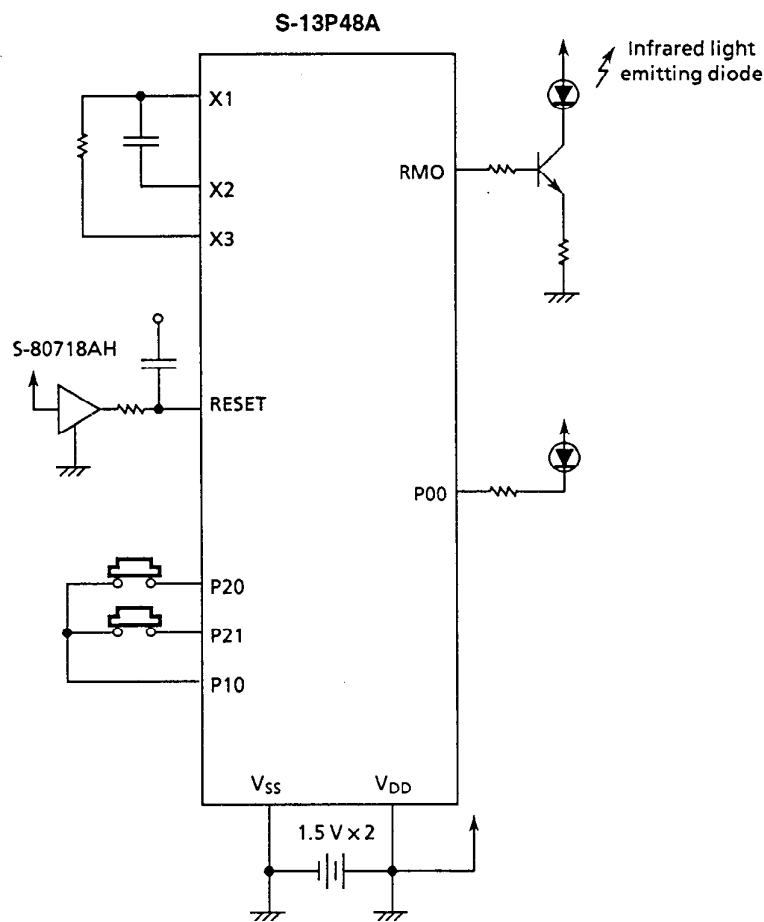 S-13P48A
Infrared light
emitting diode
X1
X2
X3
RMO
S-80718AH
RESET
P00
P20
P21
P10
VSS
VDD
1.5 V x 2